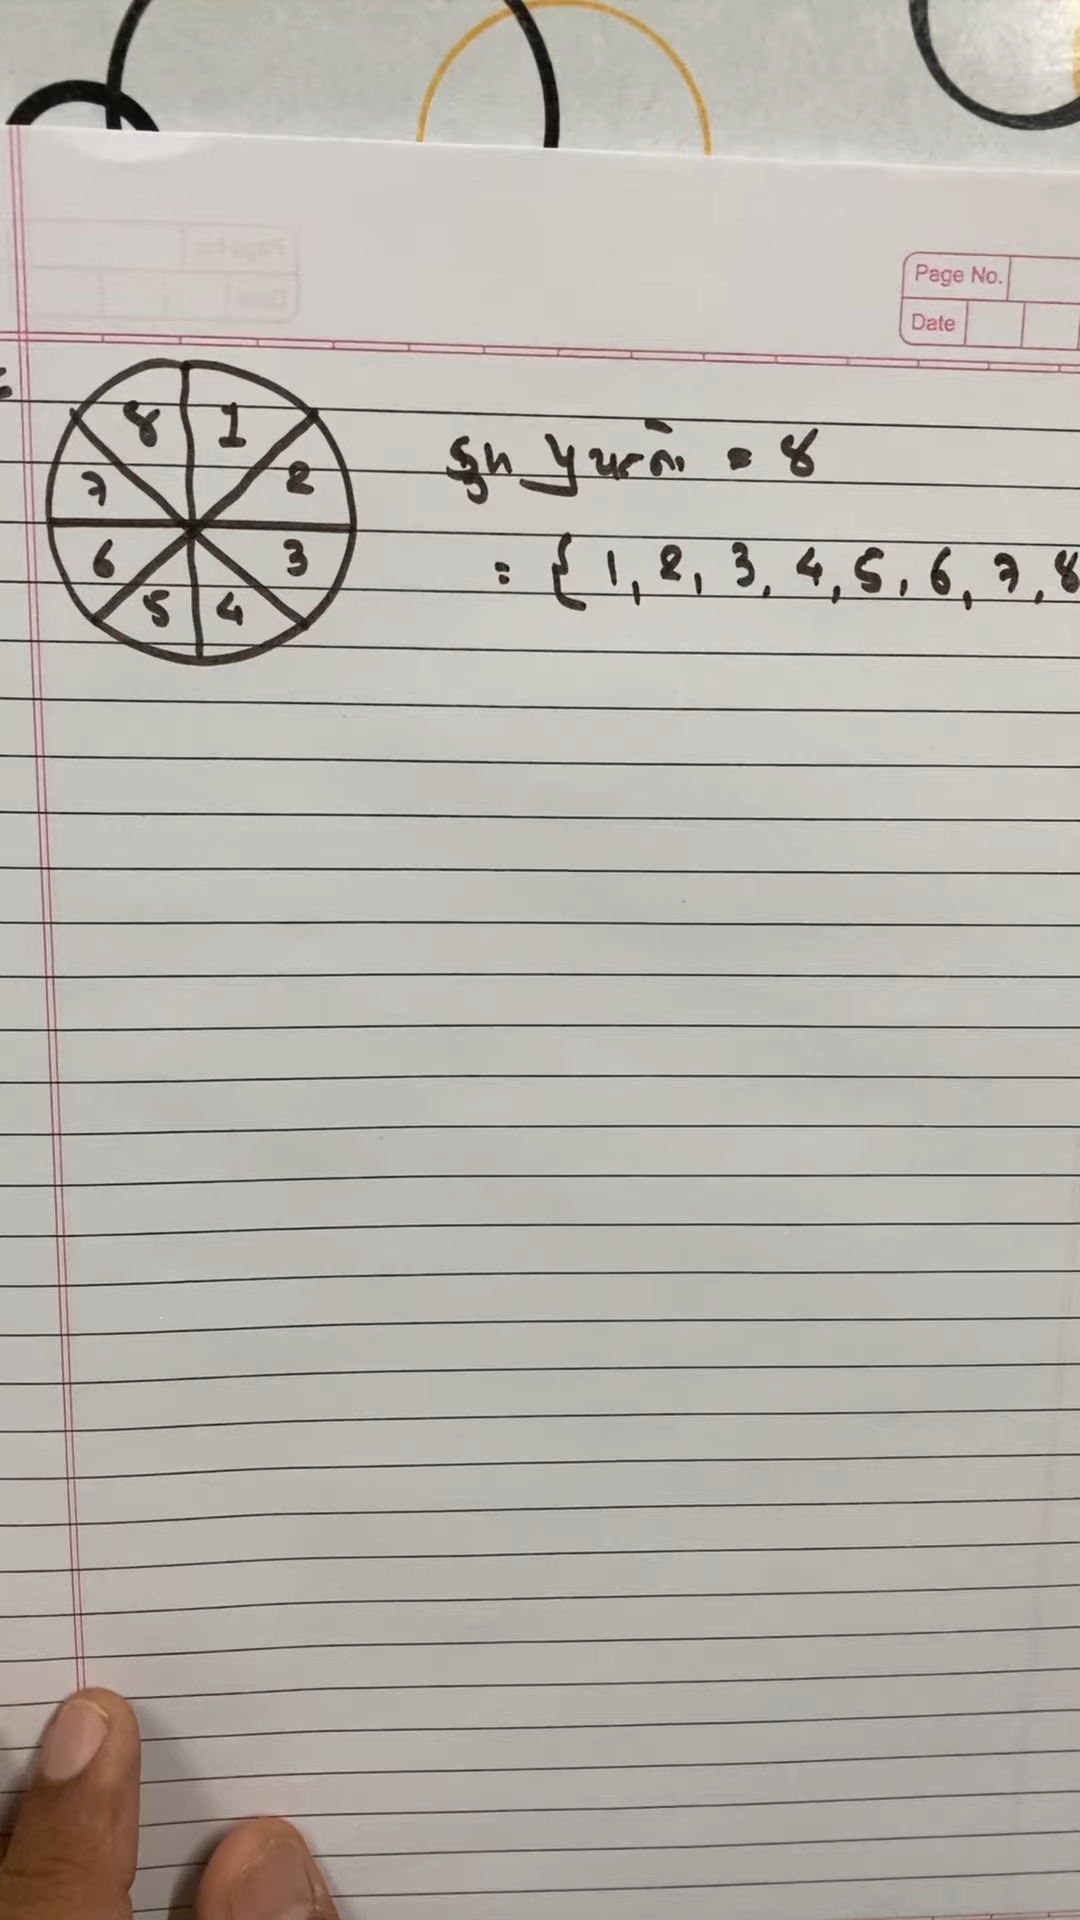 Page No.
Date
8 1
7 2
6 3
5 4
કુલ = 8
= { 1, 2, 3, 4, 5, 6, 7, 8